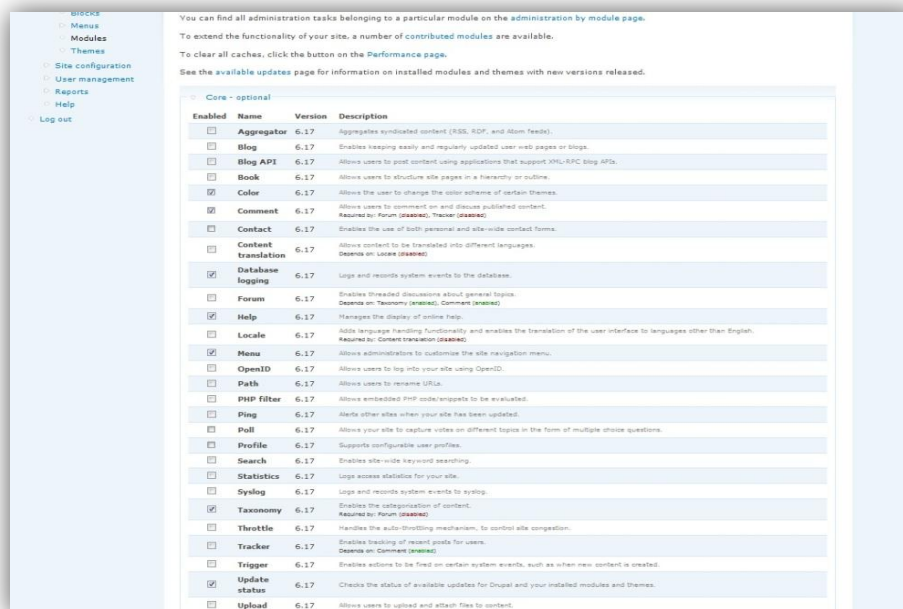 Blocks
Menus
Modules
Themes
Site configuration
User management
Reports
Help
Log out
You can find all administration tasks belonging to a particular module on the administration by module page.
To extend the functionality of your site, a number of contributed modules are available.
To clear all caches, click the button on the Performance page.
See the available updates page for information on installed modules and themes with new versions released.
Core - optional
Enabled Name Version Description
Aggregator 6.17 Aggregates syndicated content (RSS, RDF, and Atom feeds).
Blog 6.17 Enables keeping easily and regularly updated user web pages or blogs.
Blog API 6.17 Allows users to post content using applications that support XML-RPC blog APIs.
Book 6.17 Allows users to structure site pages in a hierarchy or outline.
Color 6.17 Allows the user to change the color scheme of certain themes.
Comment 6.17 Allows users to comment on and discuss published content.
Required by: Forum (disabled), Tracker (disabled)
Contact 6.17 Enables the use of both personal and site-wide contact forms.
Content translation 6.17 Allows content to be translated into different languages.
Depends on: Locale (disabled)
Database logging 6.17 Logs and records system events to the database.
Forum 6.17 Enables threaded discussions about general topics.
Depends on: Taxonomy (enabled), Comment (enabled)
Help 6.17 Manages the display of online help.
Locale 6.17 Adds language handling functionality and enables the translation of the user interface to languages other than English.
Required by: Content translation (disabled)
Menu 6.17 Allows administrators to customize the site navigation menu.
OpenID 6.17 Allows users to log into your site using OpenID.
Path 6.17 Allows users to rename URLs.
PHP filter 6.17 Allows embedded PHP code/snippets to be evaluated.
Ping 6.17 Alerts other sites when your site has been updated.
Poll 6.17 Allows your site to capture votes on different topics in the form of multiple choice questions.
Profile 6.17 Supports configurable user profiles.
Search 6.17 Enables site-wide keyword searching.
Statistics 6.17 Logs access statistics for your site.
Syslog 6.17 Logs and records system events to syslog.
Taxonomy 6.17 Enables the categorization of content.
Required by: Forum (disabled)
Throttle 6.17 Handles the auto-throttling mechanism, to control site congestion.
Tracker 6.17 Enables tracking of recent posts for users.
Depends on: Comment (enabled)
Trigger 6.17 Enables actions to be fired on certain system events, such as when new content is created.
Update status 6.17 Checks the status of available updates for Drupal and your installed modules and themes.
Upload 6.17 Allows users to upload and attach files to content.